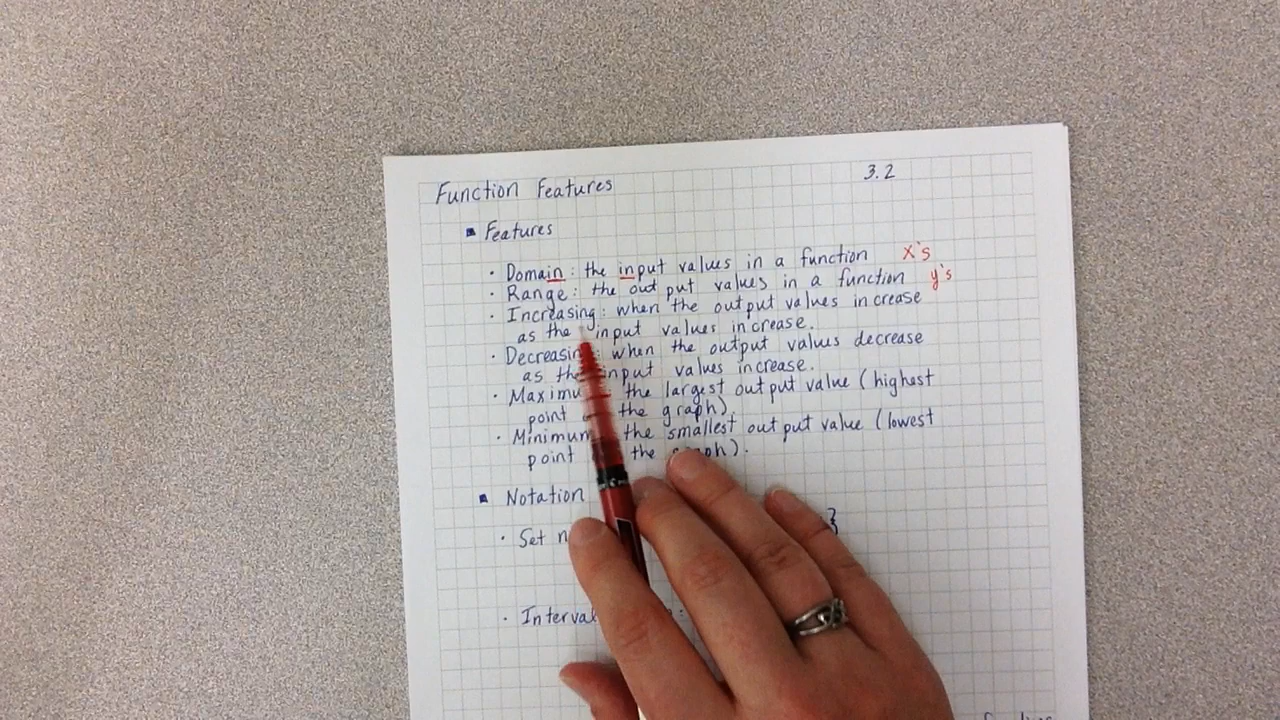 Function Features 3.2
▪ Features
· Domain: the input values in a function x's
· Range: the output values in a function y's
· Increasing: when the output values increase
as the input values increase.
· Decreasin : when the output values decrease
as the input values increase.
· Maximu the largest output value (highest
point the graph).
· Minimum the smallest output value (lowest
point the graph).
▪ Notation
· Set n }
· Interval :